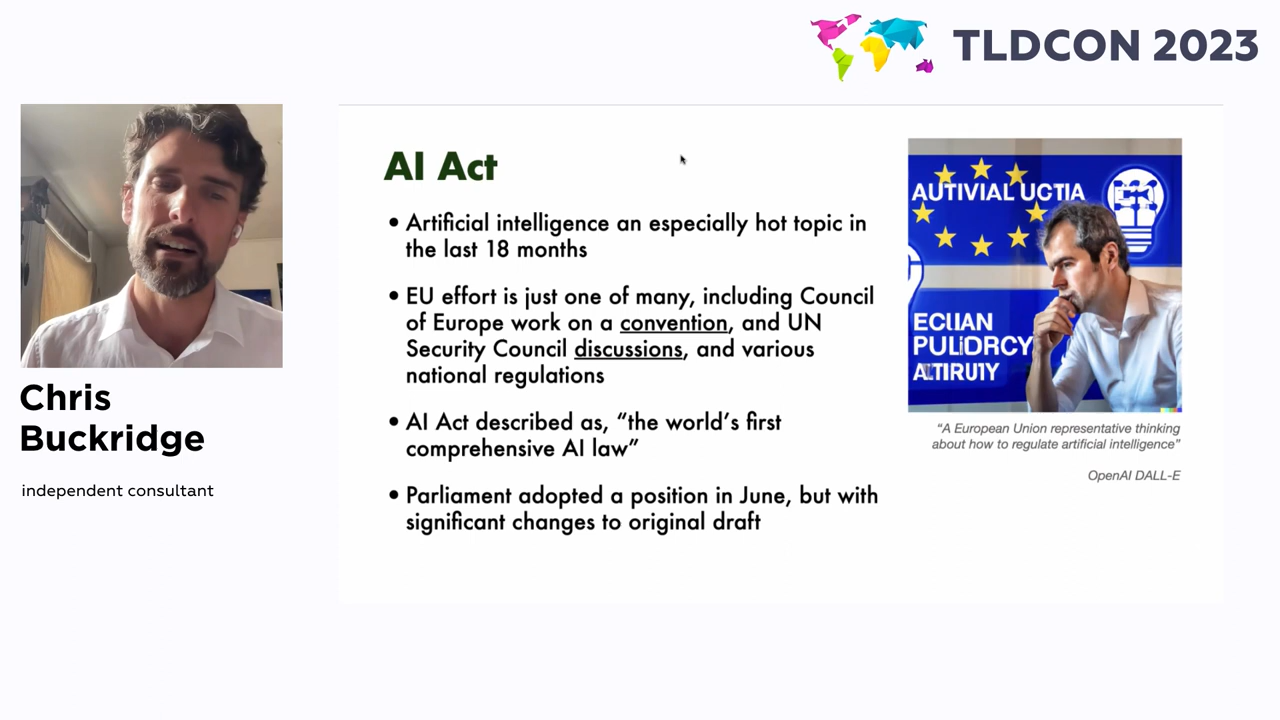 TLDCON 2023
Chris
Buckridge
independent consultant
AI Act
• Artificial intelligence an especially hot topic in
the last 18 months
• EU effort is just one of many, including Council
of Europe work on a convention, and UN
Security Council discussions, and various
national regulations
• AI Act described as, “the world’s first
comprehensive AI law”
• Parliament adopted a position in June, but with
significant changes to original draft
AUTIVIAL UCTIA
ECUAN
PULiDRCY
ALTIRU1Y
“A European Union representative thinking
about how to regulate artificial intelligence”
OpenAI DALL-E